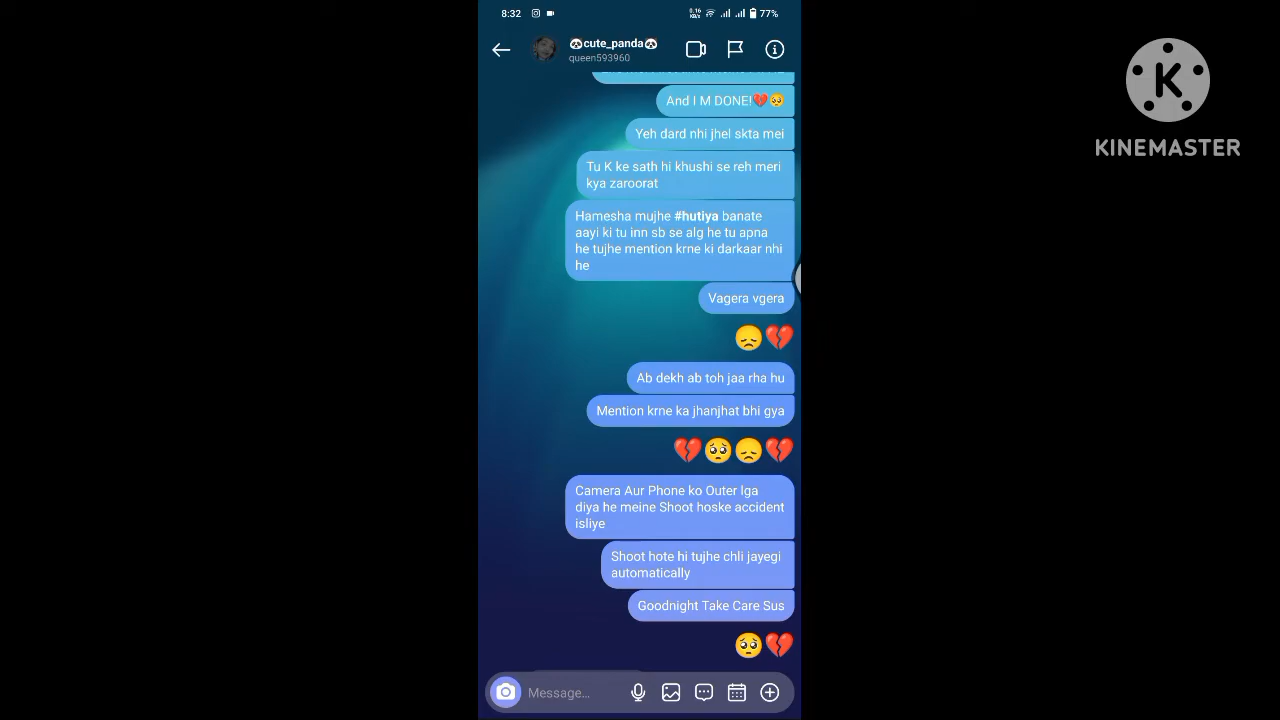 8:32
0.16
KB/s
77%
🐼cute_panda🐼
queen593960
And I M DONE!💔🥺
Yeh dard nhi jhel skta mei
Tu K ke sath hi khushi se reh meri
kya zaroorat
Hamesha mujhe #hutiya banate
aayi ki tu inn sb se alg he tu apna
he tujhe mention krne ki darkaar nhi
he
Vagera vgera
😞💔
Ab dekh ab toh jaa rha hu
Mention krne ka jhanjhat bhi gya
💔🥺😞💔
Camera Aur Phone ko Outer lga
diya he meine Shoot hoske accident
isliye
Shoot hote hi tujhe chli jayegi
automatically
Goodnight Take Care Sus
🥺💔
Message...
K
KINEMASTER